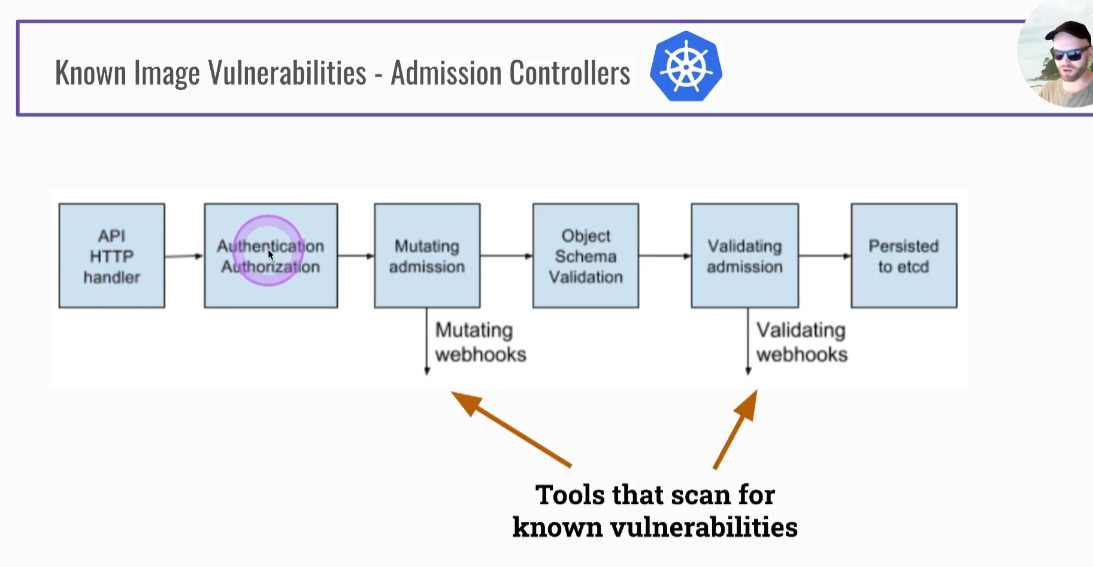 Known Image Vulnerabilities - Admission Controllers
API
HTTP
handler
Authentication
Authorization
Mutating
admission
Object
Schema
Validation
Validating
admission
Persisted
to etcd
Mutating
webhooks
Validating
webhooks
Tools that scan for
known vulnerabilities